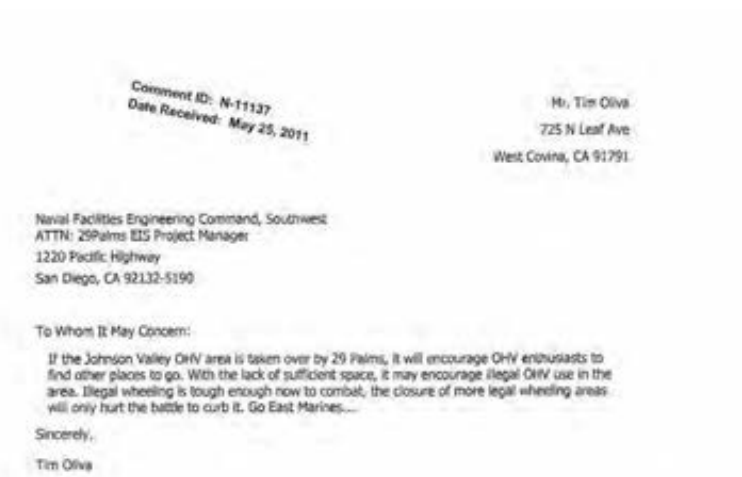 Comment ID: N-11137
Date Received: May 25, 2011
Mr. Tim Oliva
725 N Leaf Ave
West Covina, CA 91791
Naval Facilities Engineering Command, Southwest
ATTN: 29Palms EIS Project Manager
1220 Pacific Highway
San Diego, CA 92132-5190
To Whom It May Concern:
If the Johnson Valley OHV area is taken over by 29 Palms, it will encourage OHV enthusiasts to
find other places to go. With the lack of sufficient space, it may encourage illegal OHV use in the
area. Illegal wheeling is tough enough now to combat, the closure of more legal wheeling areas
will only hurt the battle to curb it. Go East Marines....
Sincerely,
Tim Oliva